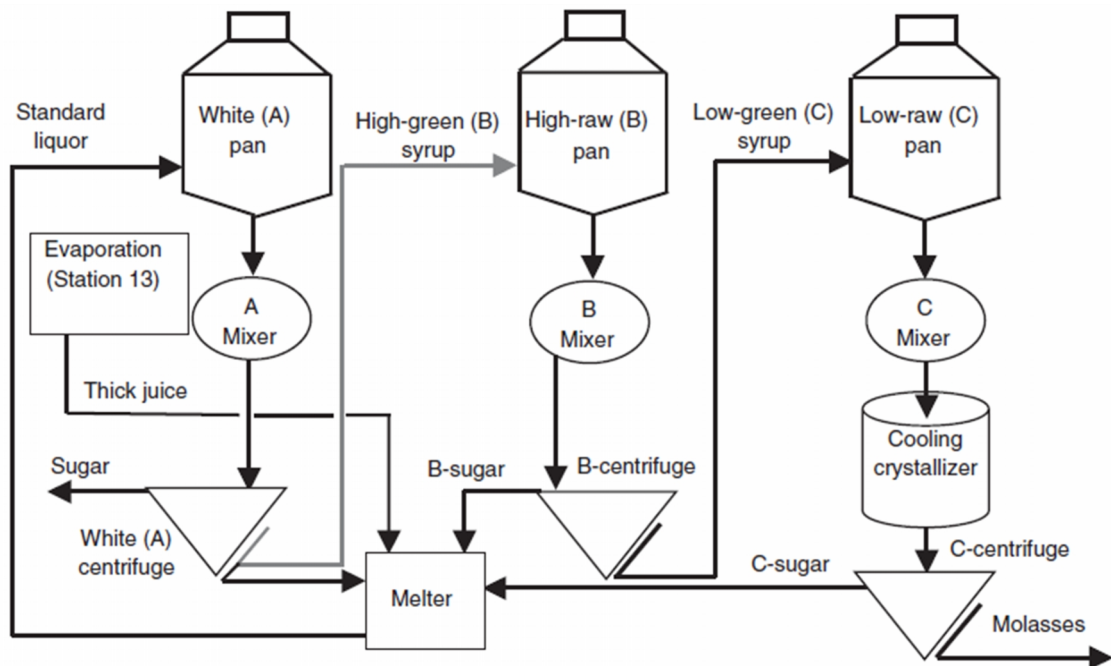 Standard
liquor
White (A)
pan
High-green (B)
syrup
High-raw (B)
pan
Low-green (C)
syrup
Low-raw (C)
pan
Evaporation
(Station 13)
A
Mixer
B
Mixer
C
Mixer
Thick juice
Cooling
crystallizer
Sugar
B-sugar
B-centrifuge
White (A)
centrifuge
Melter
C-sugar
C-centrifuge
Molasses